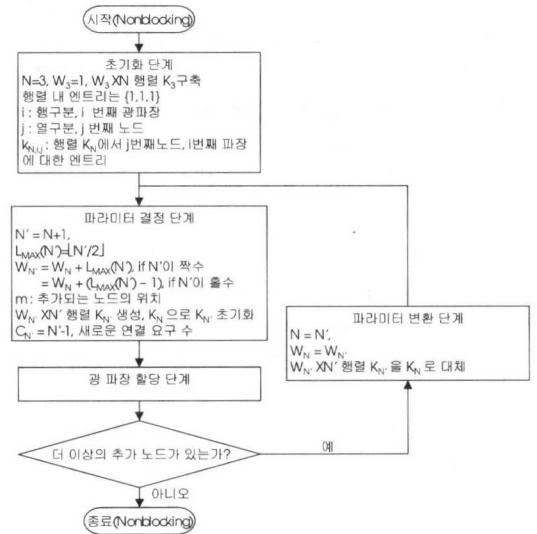 시작(Nonblocking)
초기화 단계
N=3, W₃=1, W₃XN 행렬 K₃구축
행렬 내 엔트리는 {1,1,1}
i : 행구분, i 번째 광파장
j : 열구분, j 번째 노드
k_N,i,j : 행렬 K_N에서 j번째노드, i번째 파장
에 대한 엔트리
파라미터 결정 단계
N' = N+1,
L_MAX(N')=⌊N'/2⌋
W_N' = W_N + L_MAX(N'), if N'이 짝수
= W_N + (L_MAX(N') - 1), if N'이 홀수
m: 추가되는 노드의 위치
W_N' XN' 행렬 K_N' 생성, K_N 으로 K_N' 초기화
C_N' = N'-1, 새로운 연결 요구 수
광 파장 할당 단계
더 이상의 추가 노드가 있는가?
예
아니오
종료(Nonblocking)
파라미터 변환 단계
N = N',
W_N = W_N'
W_N' XN' 행렬 K_N' 을 K_N 로 대체